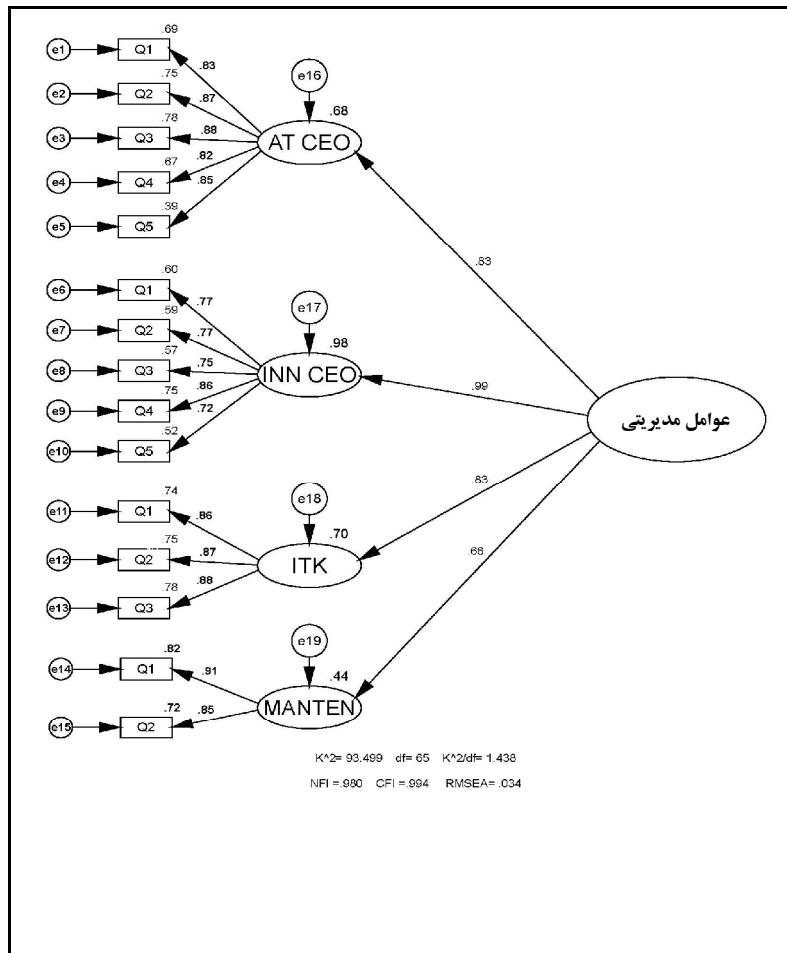 .69
e1 Q1 .83
.75
e2 Q2 .87
.78
e3 Q3 .88
.67
e4 Q4 .82
.39
e5 Q5 .85
e16
.68
AT CEO
.83
.60
e6 Q1 .77
.59
e7 Q2 .77
.57
e8 Q3 .75
.75
e9 Q4 .86
.52
e10 Q5 .72
e17
.98
INN CEO
.99
عوامل مدیریتی
.74
e11 Q1 .86
.75
e12 Q2 .87
.78
e13 Q3 .88
e18
.70
ITK
.83
.82
e14 Q1 .91
.72
e15 Q2 .85
e19
.44
MANTEN
.66
K^2= 93.499 df= 65 K^2/df= 1.438
NFI =.980 CFI =.994 RMSEA= .034